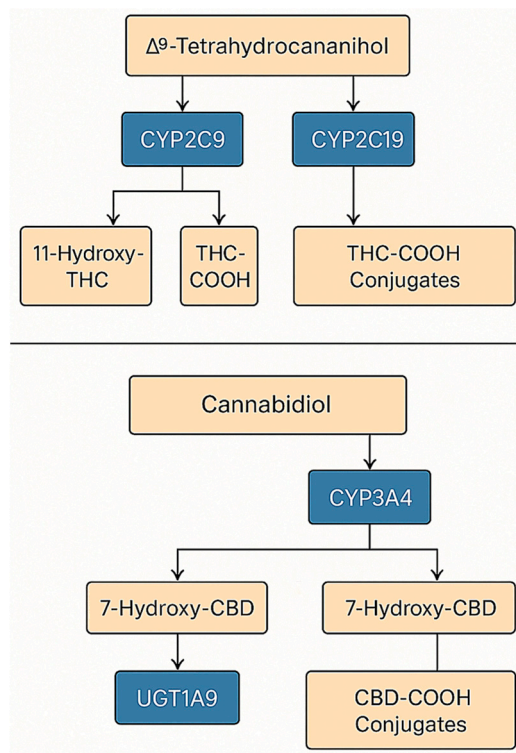 Δ⁹-Tetrahydrocananihol
CYP2C9
CYP2C19
11-Hydroxy-
THC
THC-
COOH
THC-COOH
Conjugates
Cannabidiol
CYP3A4
7-Hydroxy-CBD
7-Hydroxy-CBD
UGT1A9
CBD-COOH
Conjugates